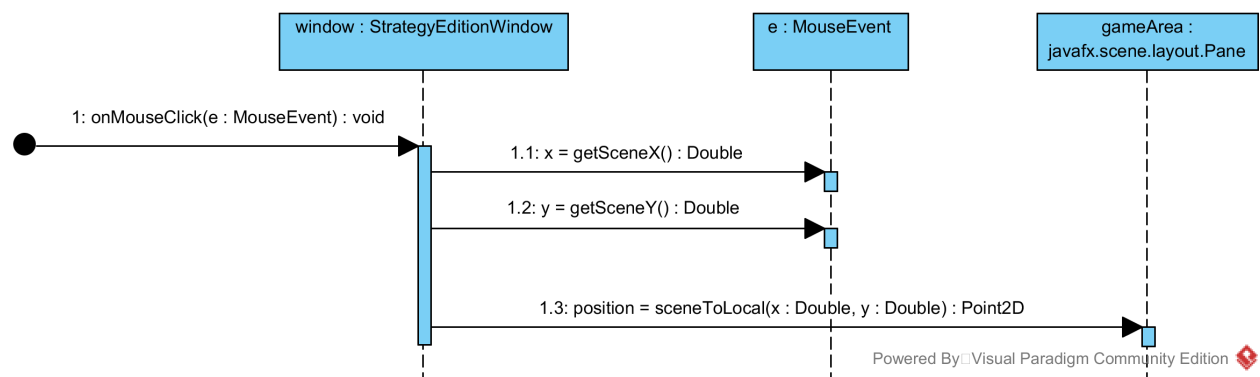 window : StrategyEditionWindow
e : MouseEvent
gameArea :
javafx.scene.layout.Pane
1: onMouseClick(e : MouseEvent) : void
1.1: x = getSceneX() : Double
1.2: y = getSceneY() : Double
1.3: position = sceneToLocal(x : Double, y : Double) : Point2D
Powered By Visual Paradigm Community Edition